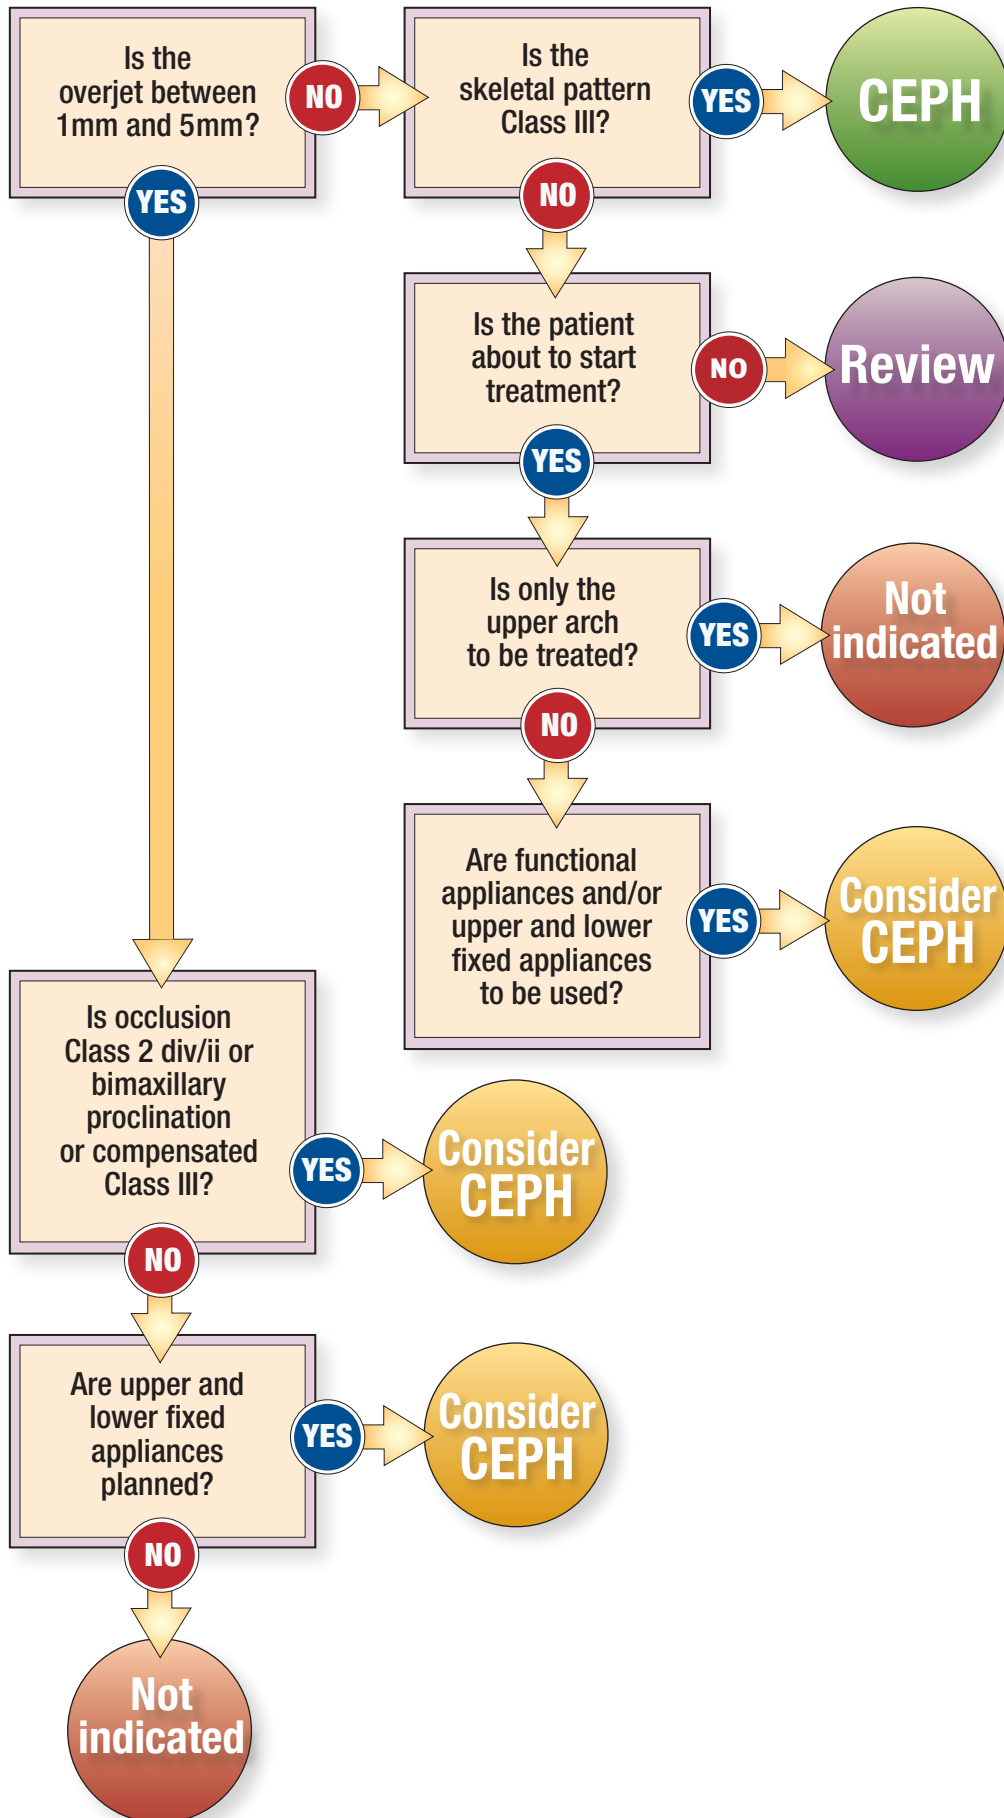 Is the
overjet between
1mm and 5mm?
NO
YES
Is the
skeletal pattern
Class III?
YES
NO
CEPH
Is the patient
about to start
treatment?
NO
YES
Review
Is only the
upper arch
to be treated?
YES
NO
Not
indicated
Are functional
appliances and/or
upper and lower
fixed appliances
to be used?
YES
Consider
CEPH
Is occlusion
Class 2 div/ii or
bimaxillary
proclination
or compensated
Class III?
YES
NO
Consider
CEPH
Are upper and
lower fixed
appliances
planned?
YES
NO
Consider
CEPH
Not
indicated